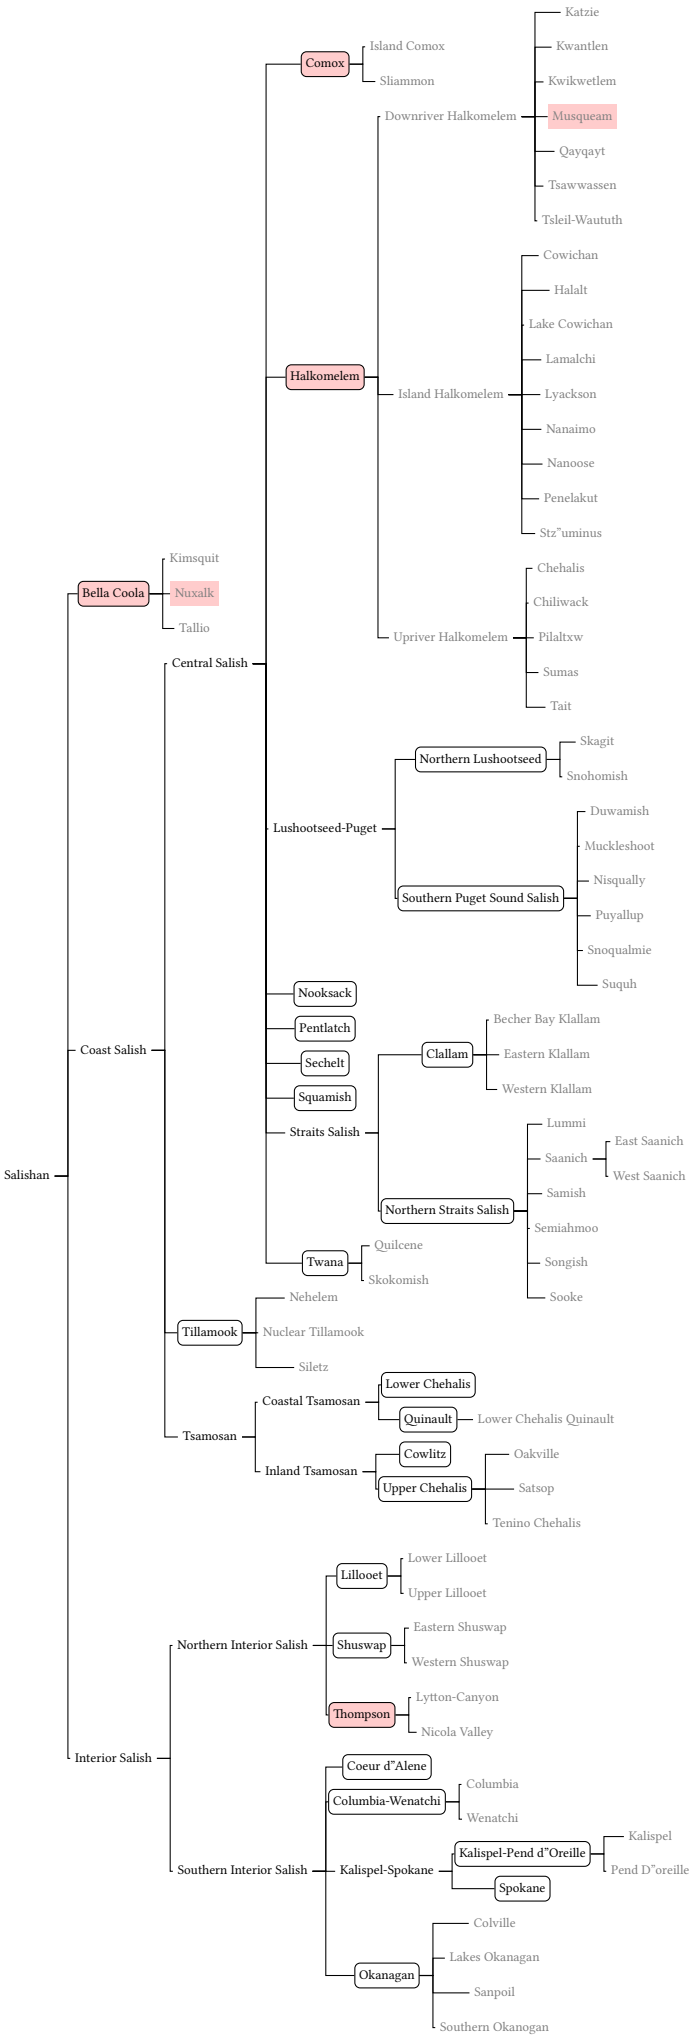 Katzie
Island Comox
Kwantlen
Comox
Sliammon
Kwikwetlem
Downriver Halkomelem
Musqueam
Qayqayt
Tsawwassen
Tsleil-Waututh
Cowichan
Halalt
Lake Cowichan
Lamalchi
Halkomelem
Island Halkomelem
Lyackson
Nanaimo
Nanoose
Penelakut
Stz"uminus
Kimsquit
Chehalis
Bella Coola
Nuxalk
Chiliwack
Tallio
Upriver Halkomelem
Pilaltxw
Central Salish
Sumas
Tait
Skagit
Northern Lushootseed
Snohomish
Duwamish
Lushootseed-Puget
Muckleshoot
Nisqually
Southern Puget Sound Salish
Puyallup
Snoqualmie
Suquh
Nooksack
Becher Bay Klallam
Pentlatch
Coast Salish
Clallam
Eastern Klallam
Sechelt
Western Klallam
Squamish
Lummi
Straits Salish
East Saanich
Saanich
Salishan
West Saanich
Samish
Northern Straits Salish
Semiahmoo
Quilcene
Twana
Songish
Skokomish
Nehelem
Sooke
Tillamook
Nuclear Tillamook
Siletz
Lower Chehalis
Coastal Tsamosan
Quinault
Lower Chehalis Quinault
Tsamosan
Cowlitz
Oakville
Inland Tsamosan
Upper Chehalis
Satsop
Tenino Chehalis
Lower Lillooet
Lillooet
Upper Lillooet
Eastern Shuswap
Northern Interior Salish
Shuswap
Western Shuswap
Lytton-Canyon
Thompson
Nicola Valley
Interior Salish
Coeur d"Alene
Columbia
Columbia-Wenatchi
Wenatchi
Kalispel
Kalispel-Pend d"Oreille
Southern Interior Salish
Kalispel-Spokane
Pend D"oreille
Spokane
Colville
Lakes Okanagan
Okanagan
Sanpoil
Southern Okanogan